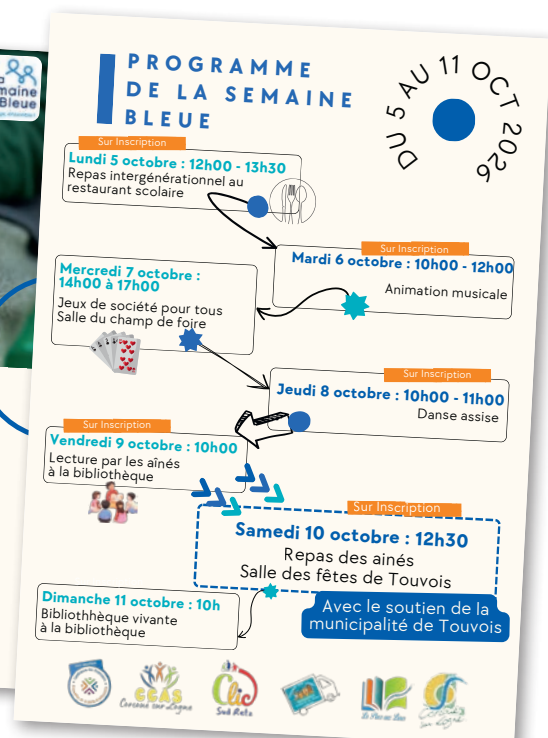 maine
Bleue
PROGRAMME
DE LA SEMAINE
BLEUE
DU 5 AU 11 OCT 2026
Sur Inscription
Lundi 5 octobre : 12h00 - 13h30
Repas intergénérationnel au
restaurant scolaire
Sur Inscription
Mardi 6 octobre : 10h00 - 12h00
Animation musicale
Mercredi 7 octobre :
14h00 à 17h00
Jeux de société pour tous
Salle du champ de foire
Sur Inscription
Jeudi 8 octobre : 10h00 - 11h00
Danse assise
Sur Inscription
Vendredi 9 octobre : 10h00
Lecture par les aînés
à la bibliothèque
Sur Inscription
Samedi 10 octobre : 12h30
Repas des ainés
Salle des fêtes de Touvois
Avec le soutien de la
municipalité de Touvois
Dimanche 11 octobre : 10h
Bibliothhèque vivante
à la bibliothèque
CCAS
Corcoué sur Logne
Clic
Sud Retz